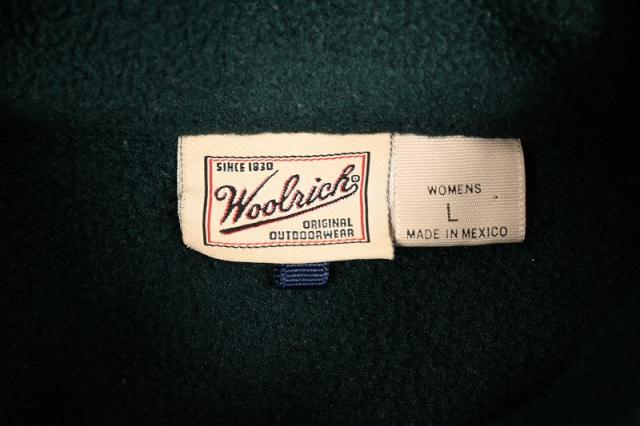 SINCE 1830
Woolrich®
ORIGINAL
OUTDOORWEAR
WOMENS
L
MADE IN MEXICO